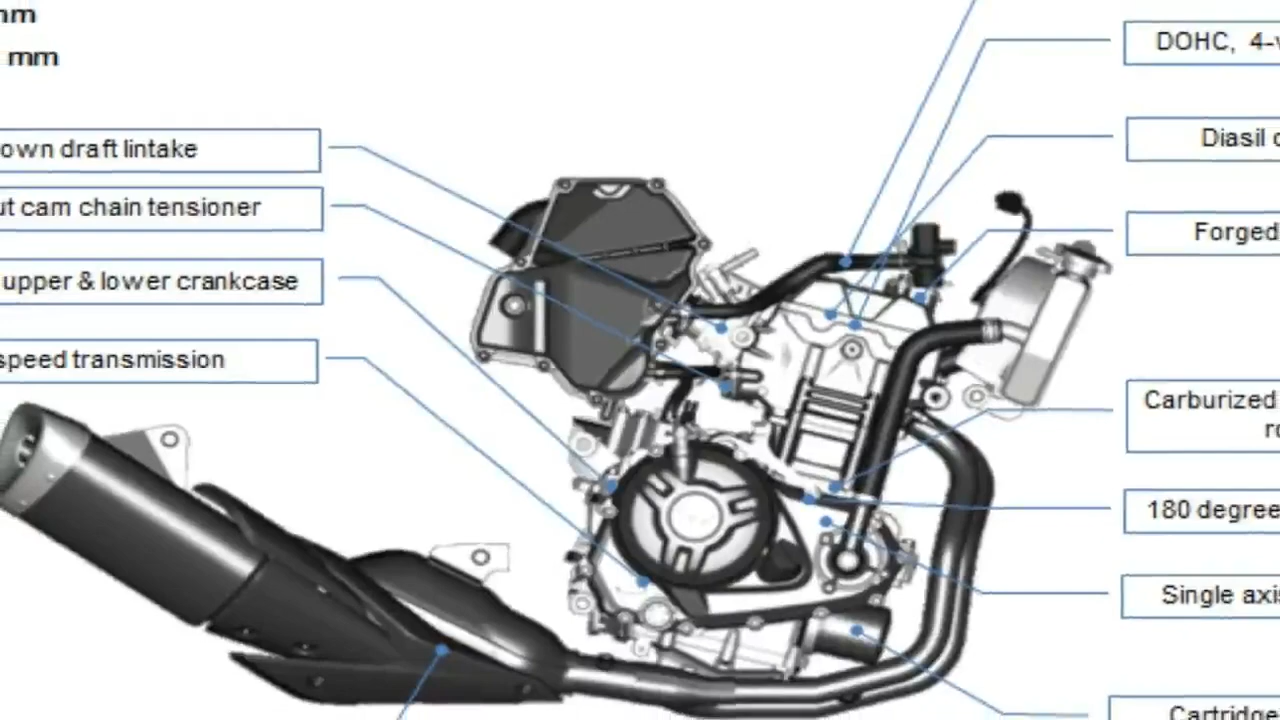 mm
mm
own draft lintake
ut cam chain tensioner
upper & lower crankcase
speed transmission
DOHC, 4-v
Diasil c
Forged
Carburized
ro
180 degree
Single axis
Cartridge